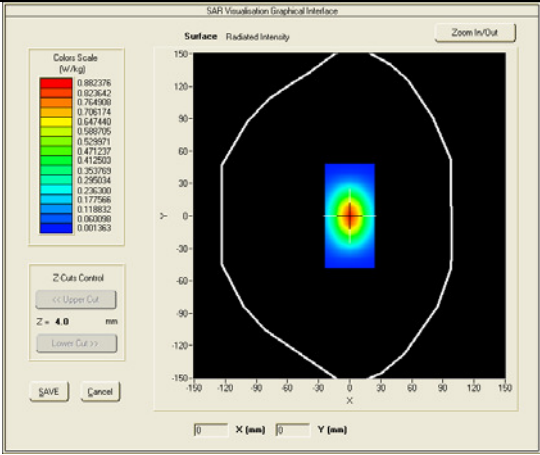 SAR Visualisation Graphical Interface
Surface Radiated Intensity
Zoom In/Out
Colors Scale
(W/kg)
0.882376
0.823642
0.764908
0.706174
0.647440
0.588705
0.529971
0.471237
0.412503
0.353769
0.295034
0.236300
0.177566
0.118832
0.060098
0.001363
150
120
90
60
30
0
-30
-60
-90
-120
-150
Y
-150 -120 -90 -60 -30 0 30 60 90 120 150
X
Z-Cuts Control
<< Upper Cut
Z = 4.0 mm
Lower Cut >>
SAVE Cancel
0 X (mm) 0 Y (mm)